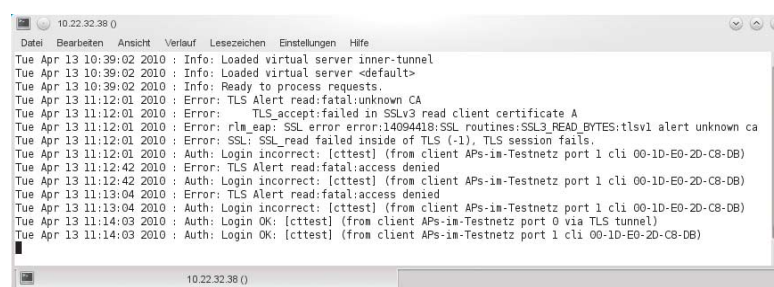 10.22.32.38 ()
Datei Bearbeiten Ansicht Verlauf Lesezeichen Einstellungen Hilfe
Tue Apr 13 10:39:02 2010 : Info: Loaded virtual server inner-tunnel
Tue Apr 13 10:39:02 2010 : Info: Loaded virtual server <default>
Tue Apr 13 10:39:02 2010 : Info: Ready to process requests.
Tue Apr 13 11:12:01 2010 : Error: TLS Alert read:fatal:unknown CA
Tue Apr 13 11:12:01 2010 : Error: TLS_accept:failed in SSLv3 read client certificate A
Tue Apr 13 11:12:01 2010 : Error: rlm_eap: SSL error error:14094418:SSL routines:SSL3_READ_BYTES:tlsv1 alert unknown ca
Tue Apr 13 11:12:01 2010 : Error: SSL: SSL_read failed inside of TLS (-1), TLS session fails.
Tue Apr 13 11:12:01 2010 : Auth: Login incorrect: [cttest] (from client APs-im-Testnetz port 1 cli 00-1D-E0-2D-C8-DB)
Tue Apr 13 11:12:42 2010 : Error: TLS Alert read:fatal:access denied
Tue Apr 13 11:12:42 2010 : Auth: Login incorrect: [cttest] (from client APs-im-Testnetz port 1 cli 00-1D-E0-2D-C8-DB)
Tue Apr 13 11:13:04 2010 : Error: TLS Alert read:fatal:access denied
Tue Apr 13 11:13:04 2010 : Auth: Login incorrect: [cttest] (from client APs-im-Testnetz port 1 cli 00-1D-E0-2D-C8-DB)
Tue Apr 13 11:14:03 2010 : Auth: Login OK: [cttest] (from client APs-im-Testnetz port 0 via TLS tunnel)
Tue Apr 13 11:14:03 2010 : Auth: Login OK: [cttest] (from client APs-im-Testnetz port 1 cli 00-1D-E0-2D-C8-DB)
10.22.32.38 ()